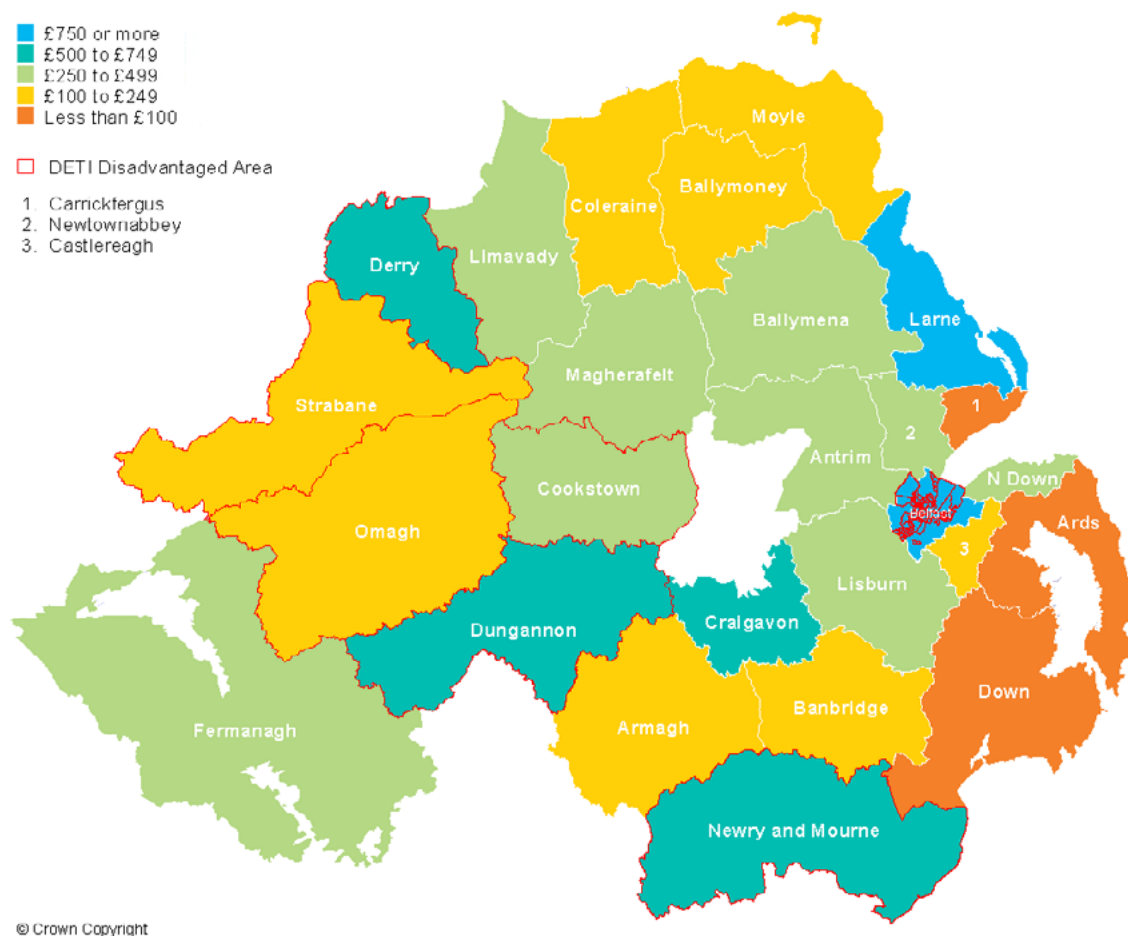 £750 or more
£500 to £749
£250 to £499
£100 to £249
Less than £100
DETI Disadvantaged Area
1. Carrickfergus
2. Newtownabbey
3. Castlereagh
Moyle
Coleraine
Ballymoney
Limavady
Derry
Larne
Ballymena
Magherafelt
Strabane
1
2
Antrim
N Down
Cookstown
Belfast
Ards
Omagh
3
Lisburn
Craigavon
Dungannon
Down
Banbridge
Armagh
Fermanagh
Newry and Mourne
© Crown Copyright